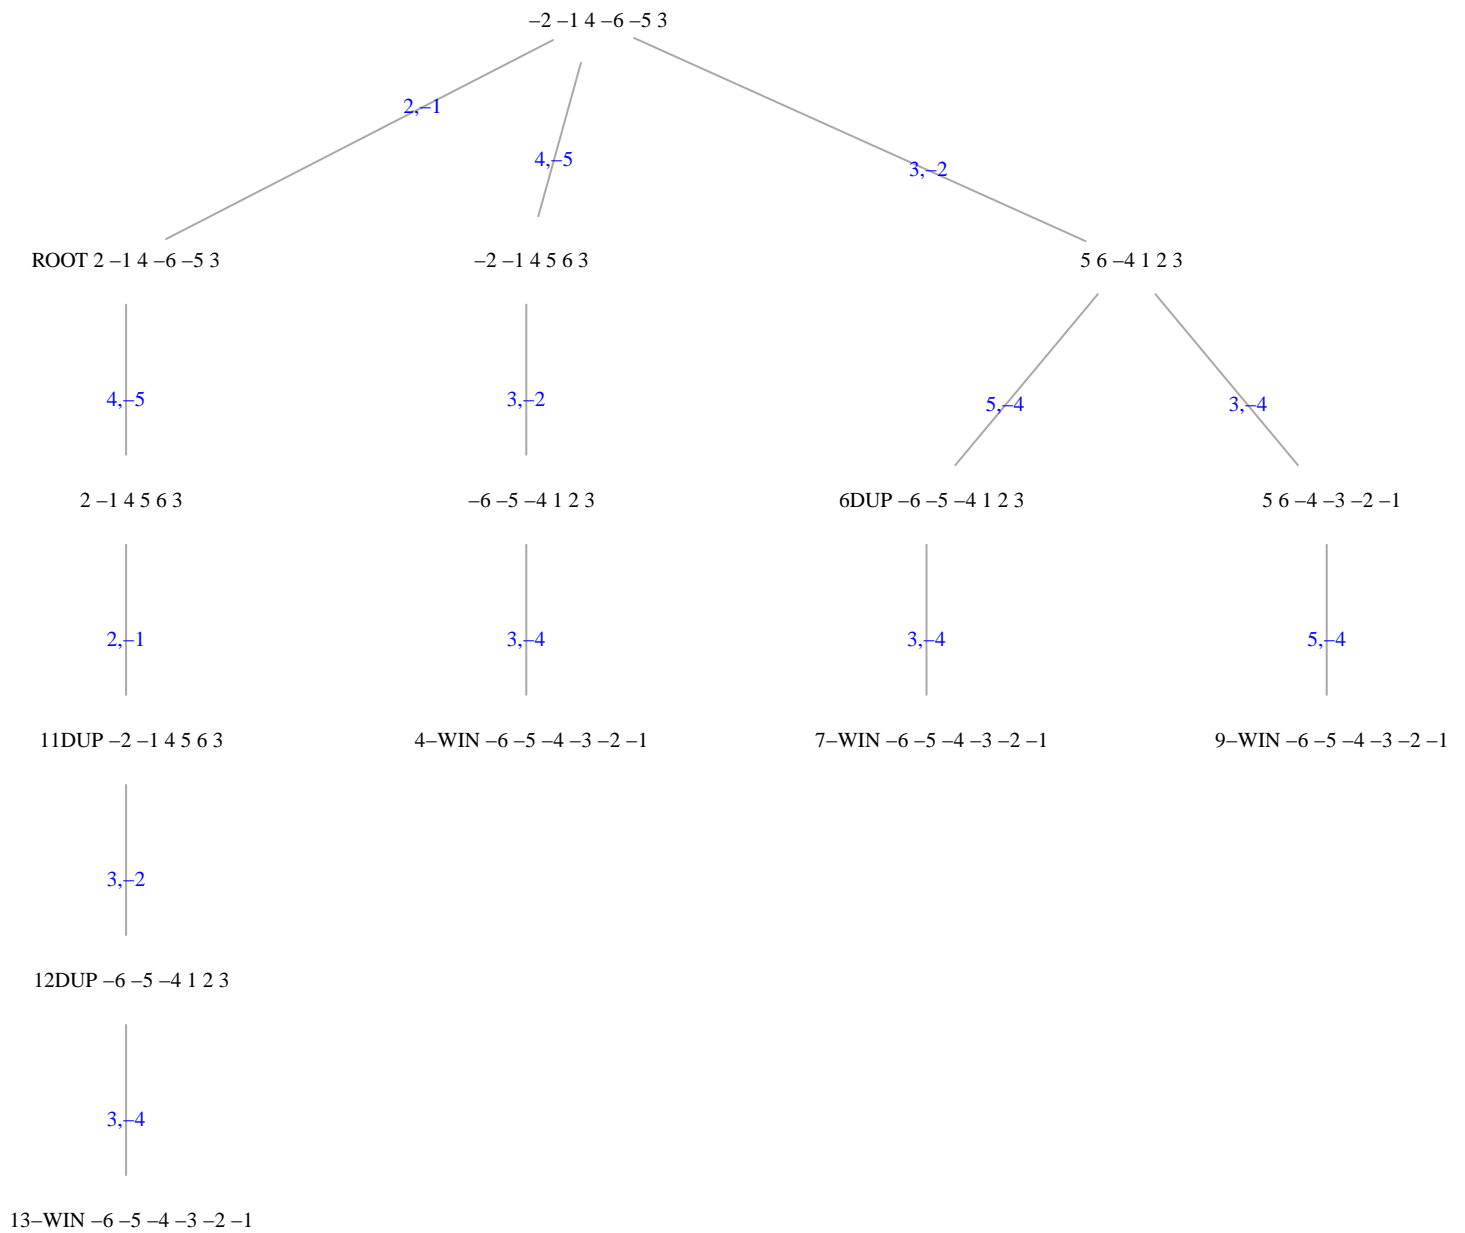 −2 −1 4 −6 −5 3
2,−1
4,−5
3,−2
ROOT 2 −1 4 −6 −5 3
−2 −1 4 5 6 3
5 6 −4 1 2 3
4,−5
3,−2
5,−4
3,−4
2 −1 4 5 6 3
−6 −5 −4 1 2 3
6DUP −6 −5 −4 1 2 3
5 6 −4 −3 −2 −1
2,−1
3,−4
3,−4
5,−4
11DUP −2 −1 4 5 6 3
4−WIN −6 −5 −4 −3 −2 −1
7−WIN −6 −5 −4 −3 −2 −1
9−WIN −6 −5 −4 −3 −2 −1
3,−2
12DUP −6 −5 −4 1 2 3
3,−4
13−WIN −6 −5 −4 −3 −2 −1